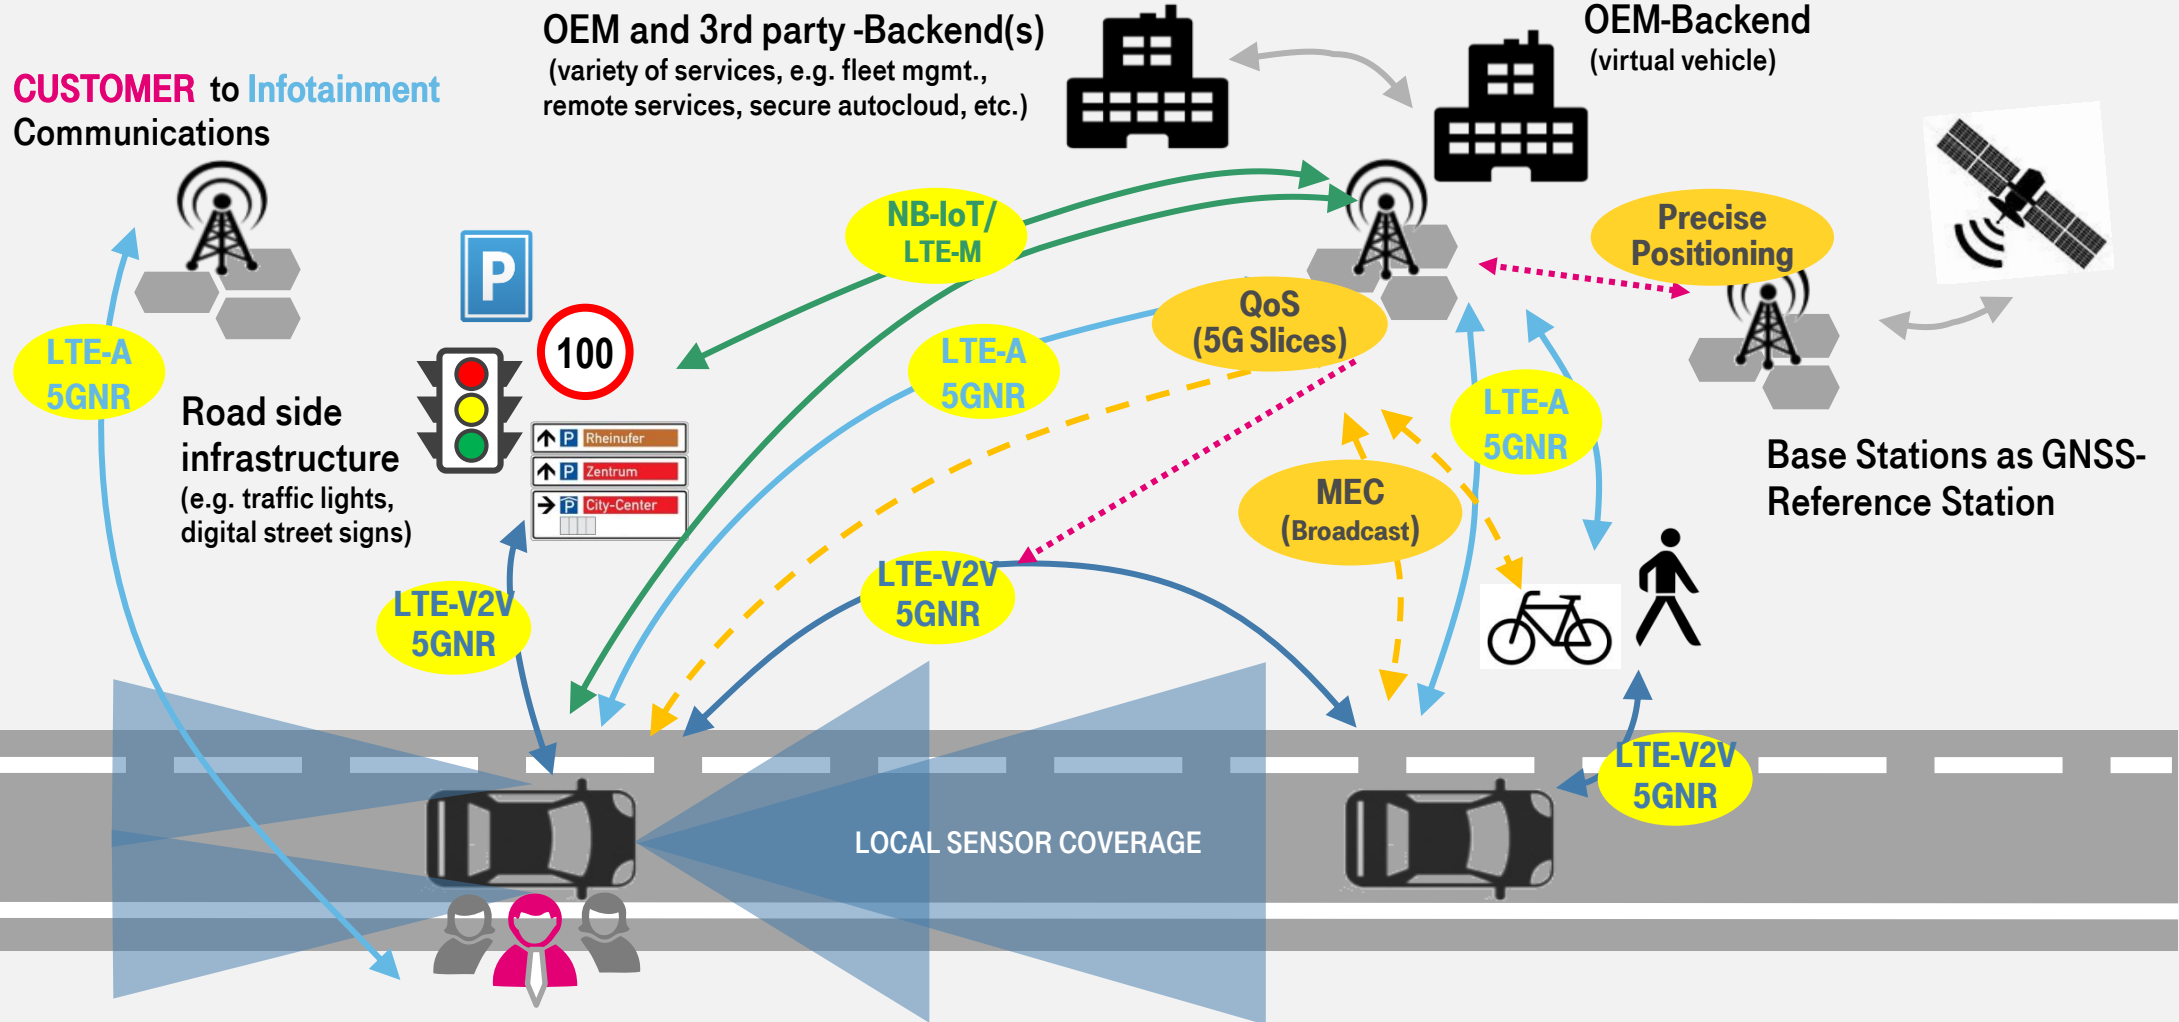 OEM and 3rd party -Backend(s)
(variety of services, e.g. fleet mgmt.,
remote services, secure autocloud, etc.)
OEM-Backend
(virtual vehicle)
CUSTOMER to Infotainment
Communications
NB-IoT/
LTE-M
Precise
Positioning
P
100
QoS
(5G Slices)
LTE-A
5GNR
LTE-A
5GNR
LTE-A
5GNR
Road side
infrastructure
(e.g. traffic lights,
digital street signs)
P Rheinufer
P Zentrum
P City-Center
Base Stations as GNSS-
Reference Station
MEC
(Broadcast)
LTE-V2V
5GNR
LTE-V2V
5GNR
LTE-V2V
5GNR
LOCAL SENSOR COVERAGE